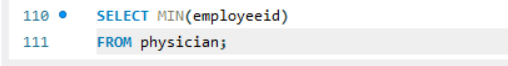 110 SELECT MIN(employeeid)
111 FROM physician;